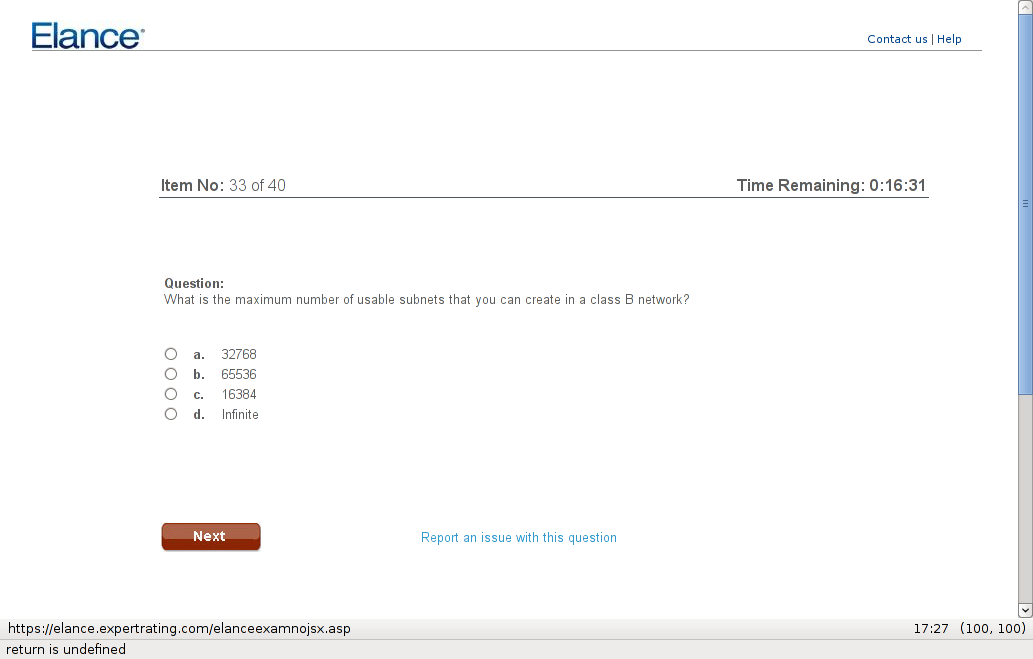 Elance®
Contact us | Help
Item No: 33 of 40
Time Remaining: 0:16:31
Question:
What is the maximum number of usable subnets that you can create in a class B network?
a. 32768
b. 65536
c. 16384
d. Infinite
Next
Report an issue with this question
https://elance.expertrating.com/elanceexamnojsx.asp
17:27 (100, 100)
return is undefined